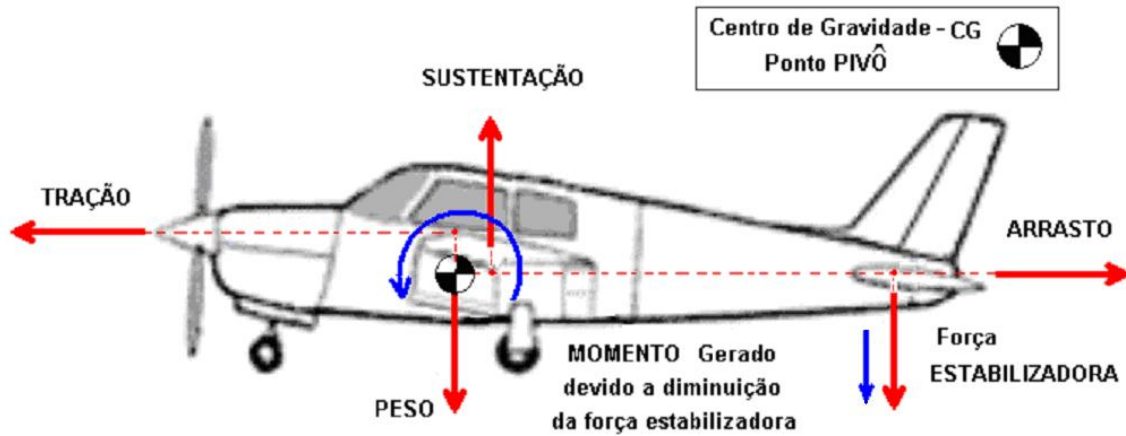 Centro de Gravidade - CG
Ponto PIVÔ
SUSTENTAÇÃO
TRAÇÃO
ARRASTO
MOMENTO Gerado
devido a diminuição
da força estabilizadora
PESO
Força
ESTABILIZADORA